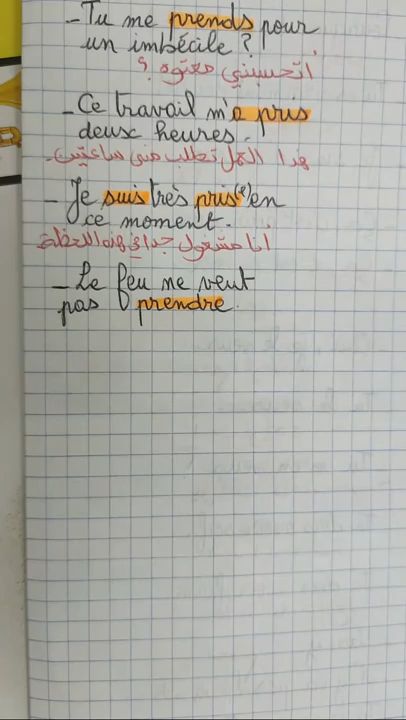 - Tu me prends pour
un imbécile ?
أتحسبني معتوه ؟
- Ce travail m'a pris
deux heures.
هذا العمل تطلب مني ساعتين.
- Je suis très pris(e) en
ce moment.
أنا مشغول جدا في هذه اللحظة.
- Le feu ne veut
pas prendre.